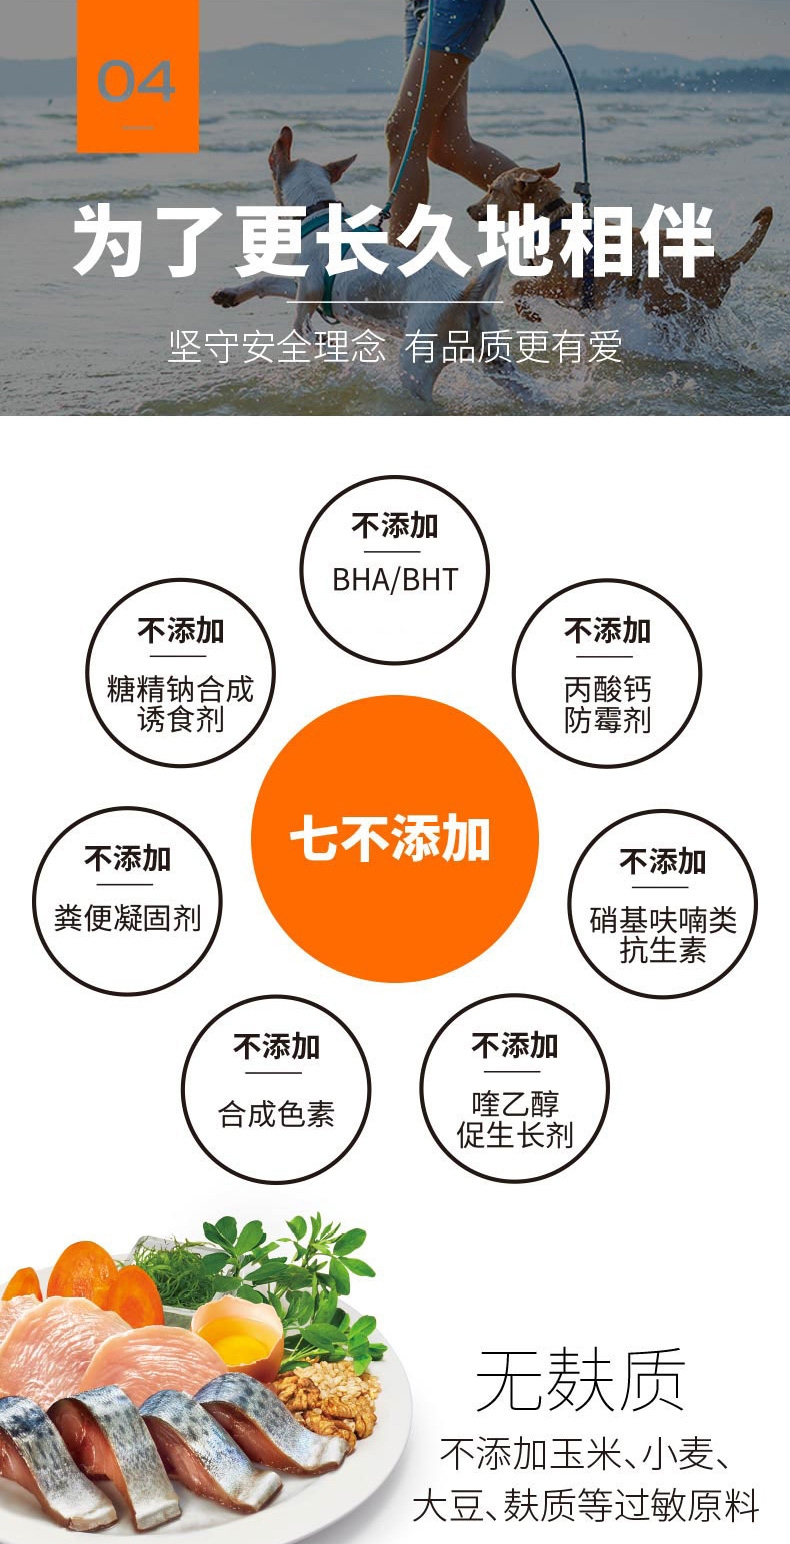 04
为了更长久地相伴
坚守安全理念 有品质更有爱
不添加
BHA/BHT
不添加
糖精钠合成
诱食剂
不添加
丙酸钙
防霉剂
七不添加
不添加
粪便凝固剂
不添加
硝基呋喃类
抗生素
不添加
合成色素
不添加
喹乙醇
促生长剂
无麸质
不添加玉米、小麦、
大豆、麸质等过敏原料